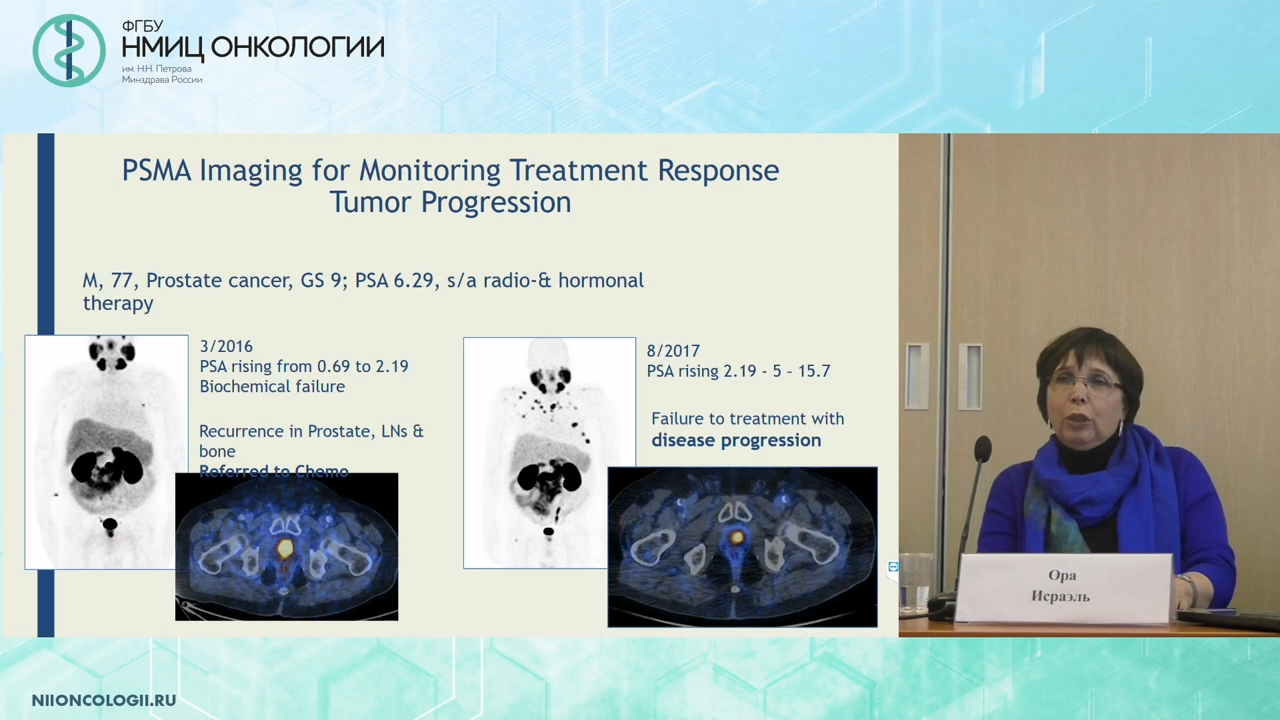 ФГБУ
НМИЦ ОНКОЛОГИИ
им. Н.Н. Петрова
Минздрава России
PSMA Imaging for Monitoring Treatment Response
Tumor Progression
M, 77, Prostate cancer, GS 9; PSA 6.29, s/a radio-& hormonal
therapy
3/2016
PSA rising from 0.69 to 2.19
Biochemical failure
Recurrence in Prostate, LNs &
bone
Referred to Chemo
8/2017
PSA rising 2.19 - 5 – 15.7
Failure to treatment with
disease progression
Ора
Исраэль
NIIONCOLOGII.RU